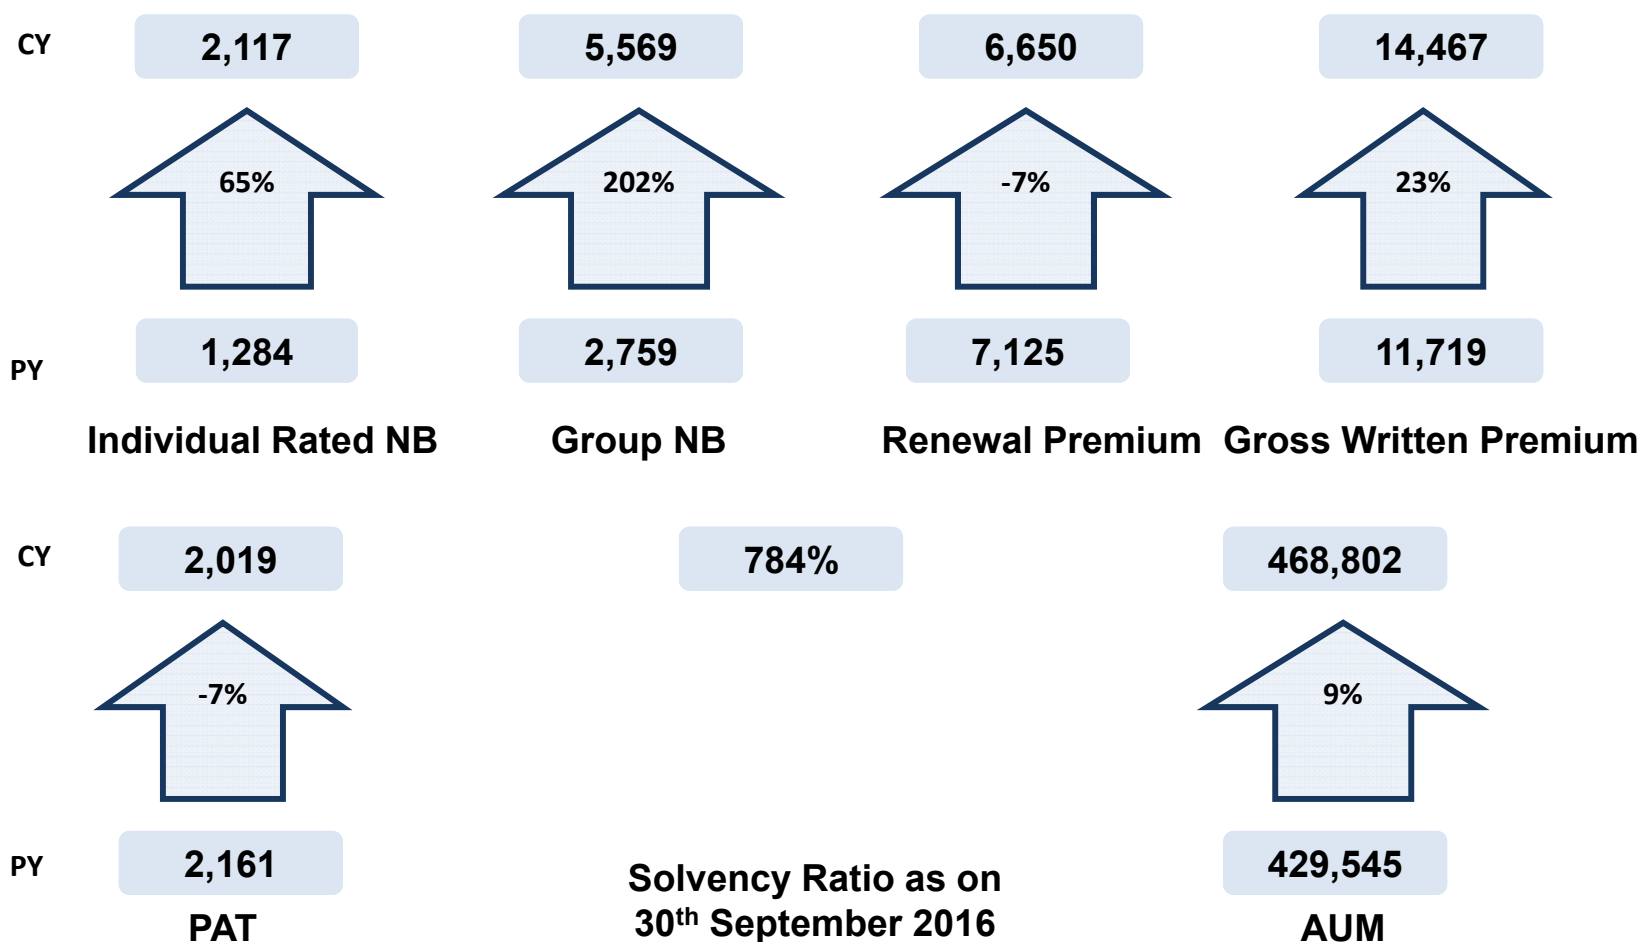 CY 2,117 5,569 6,650 14,467
65% 202% -7% 23%
PY 1,284 2,759 7,125 11,719
Individual Rated NB Group NB Renewal Premium Gross Written Premium
CY 2,019 784% 468,802
-7% 9%
PY 2,161 429,545
Solvency Ratio as on
PAT 30th September 2016 AUM